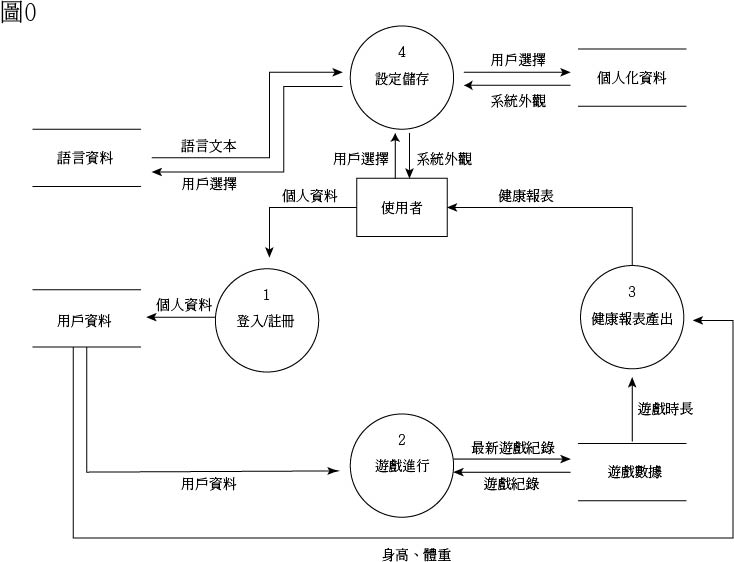 圖0
4
設定儲存
用戶選擇
系統外觀
個人化資料
語言資料
語言文本
用戶選擇
用戶選擇
系統外觀
使用者
個人資料
健康報表
1
登入/註冊
個人資料
用戶資料
3
健康報表產出
遊戲時長
2
遊戲進行
最新遊戲紀錄
遊戲紀錄
遊戲數據
用戶資料
身高、體重